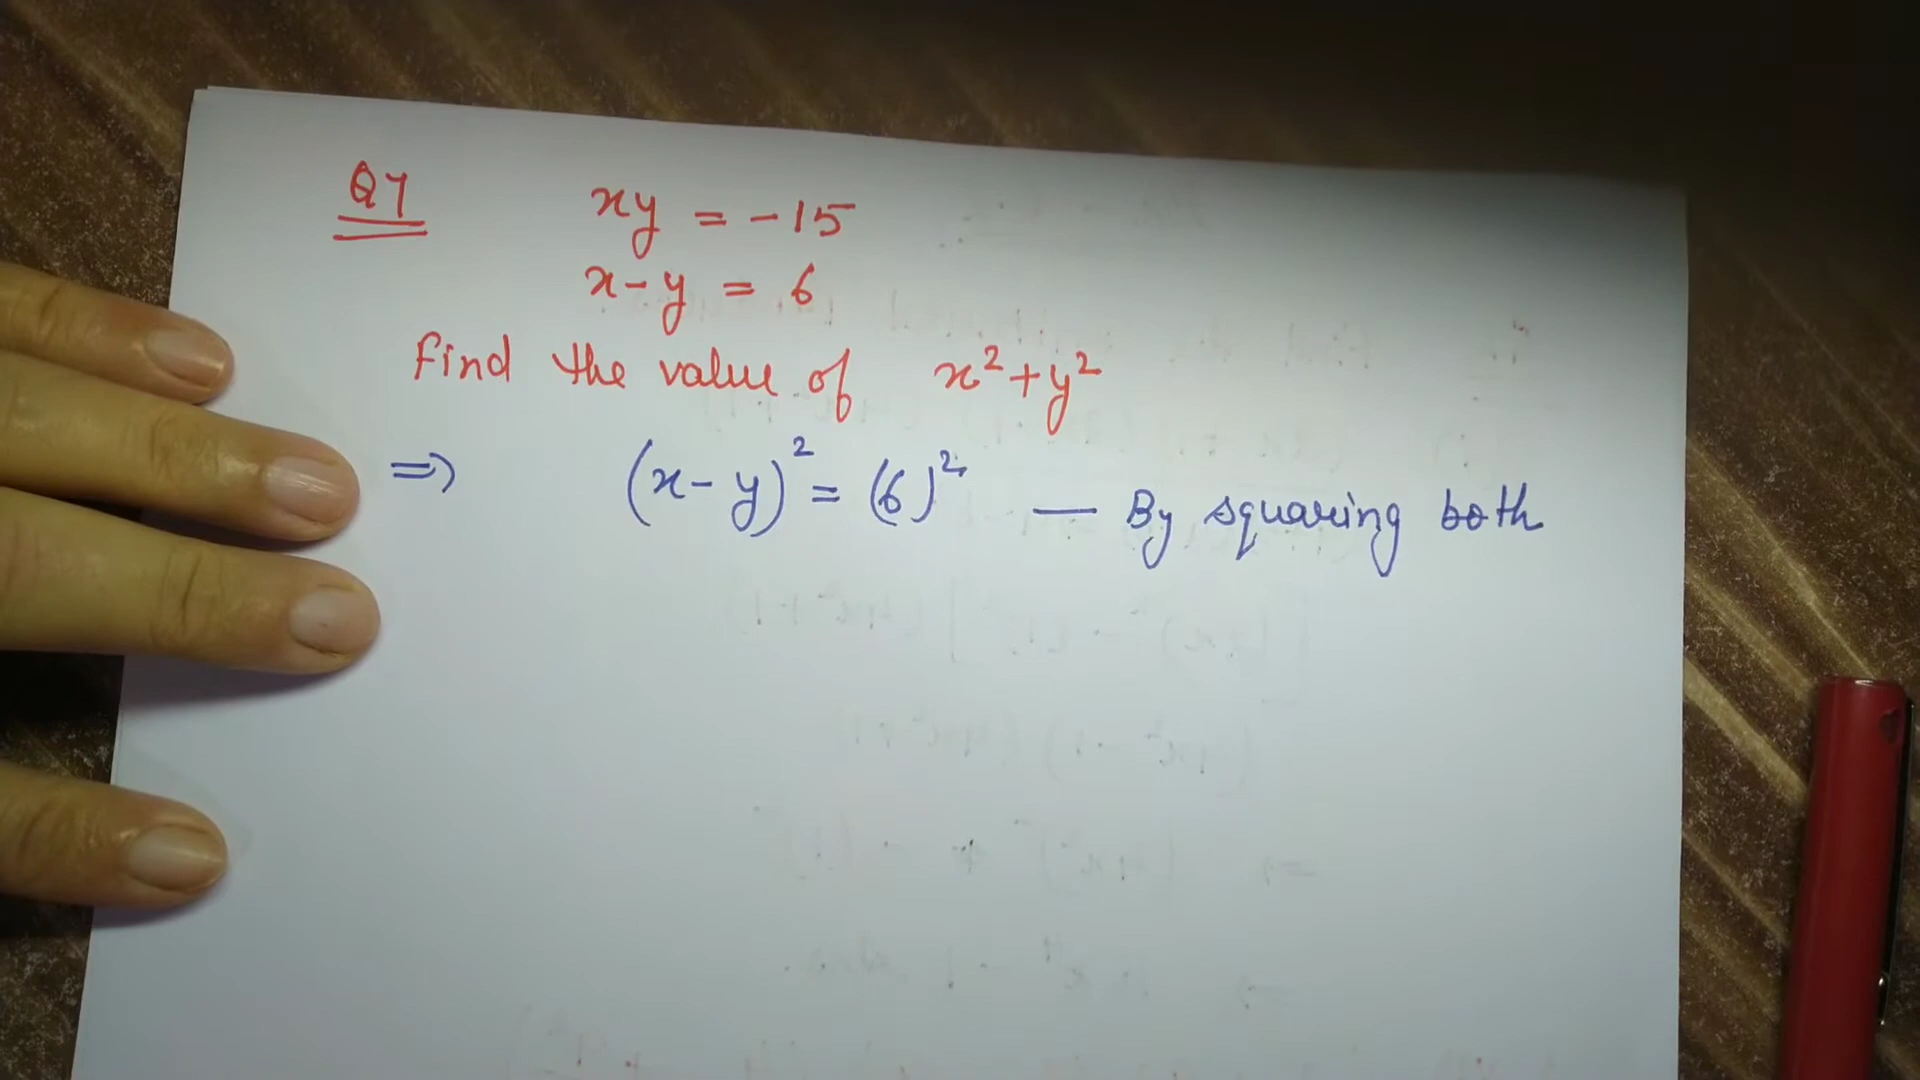 Q7
xy = -15
x-y = 6
Find the value of x²+y²
=> (x-y)² = (6)² — By squaring both